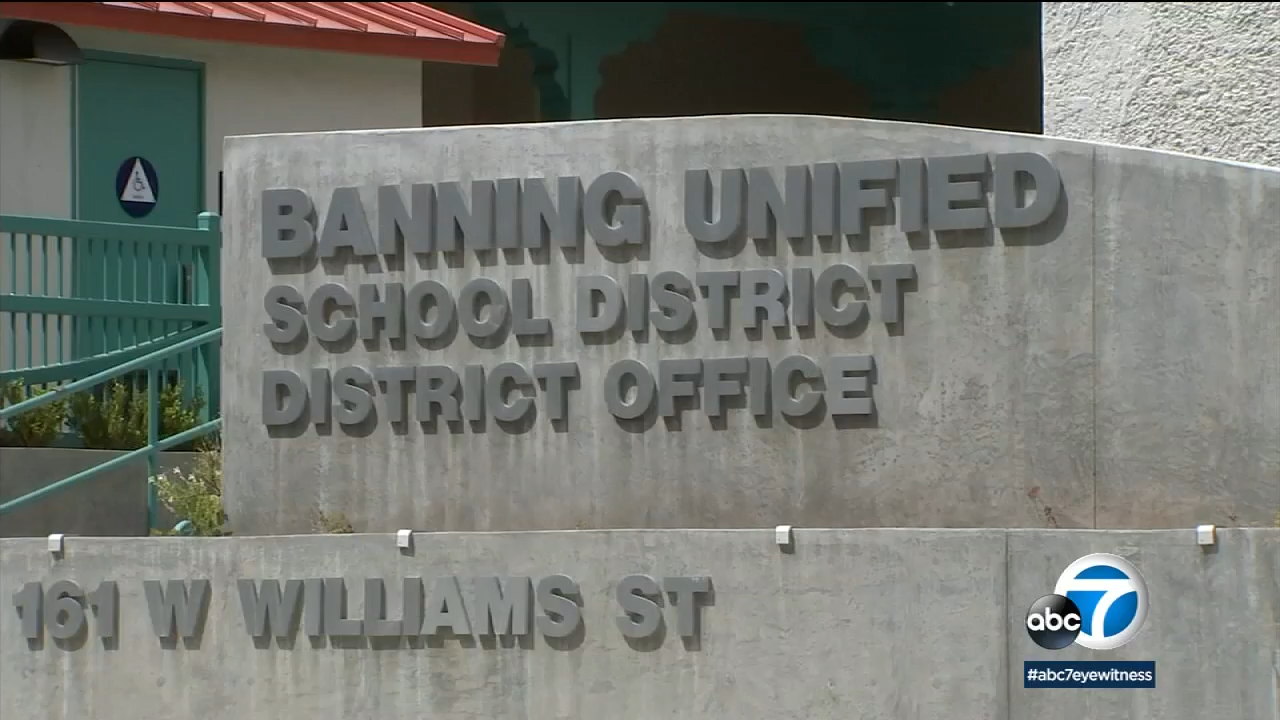 BANNING UNIFIED
SCHOOL DISTRICT
DISTRICT OFFICE
161 W WILLIAMS ST
abc 7
#abc7eyewitness